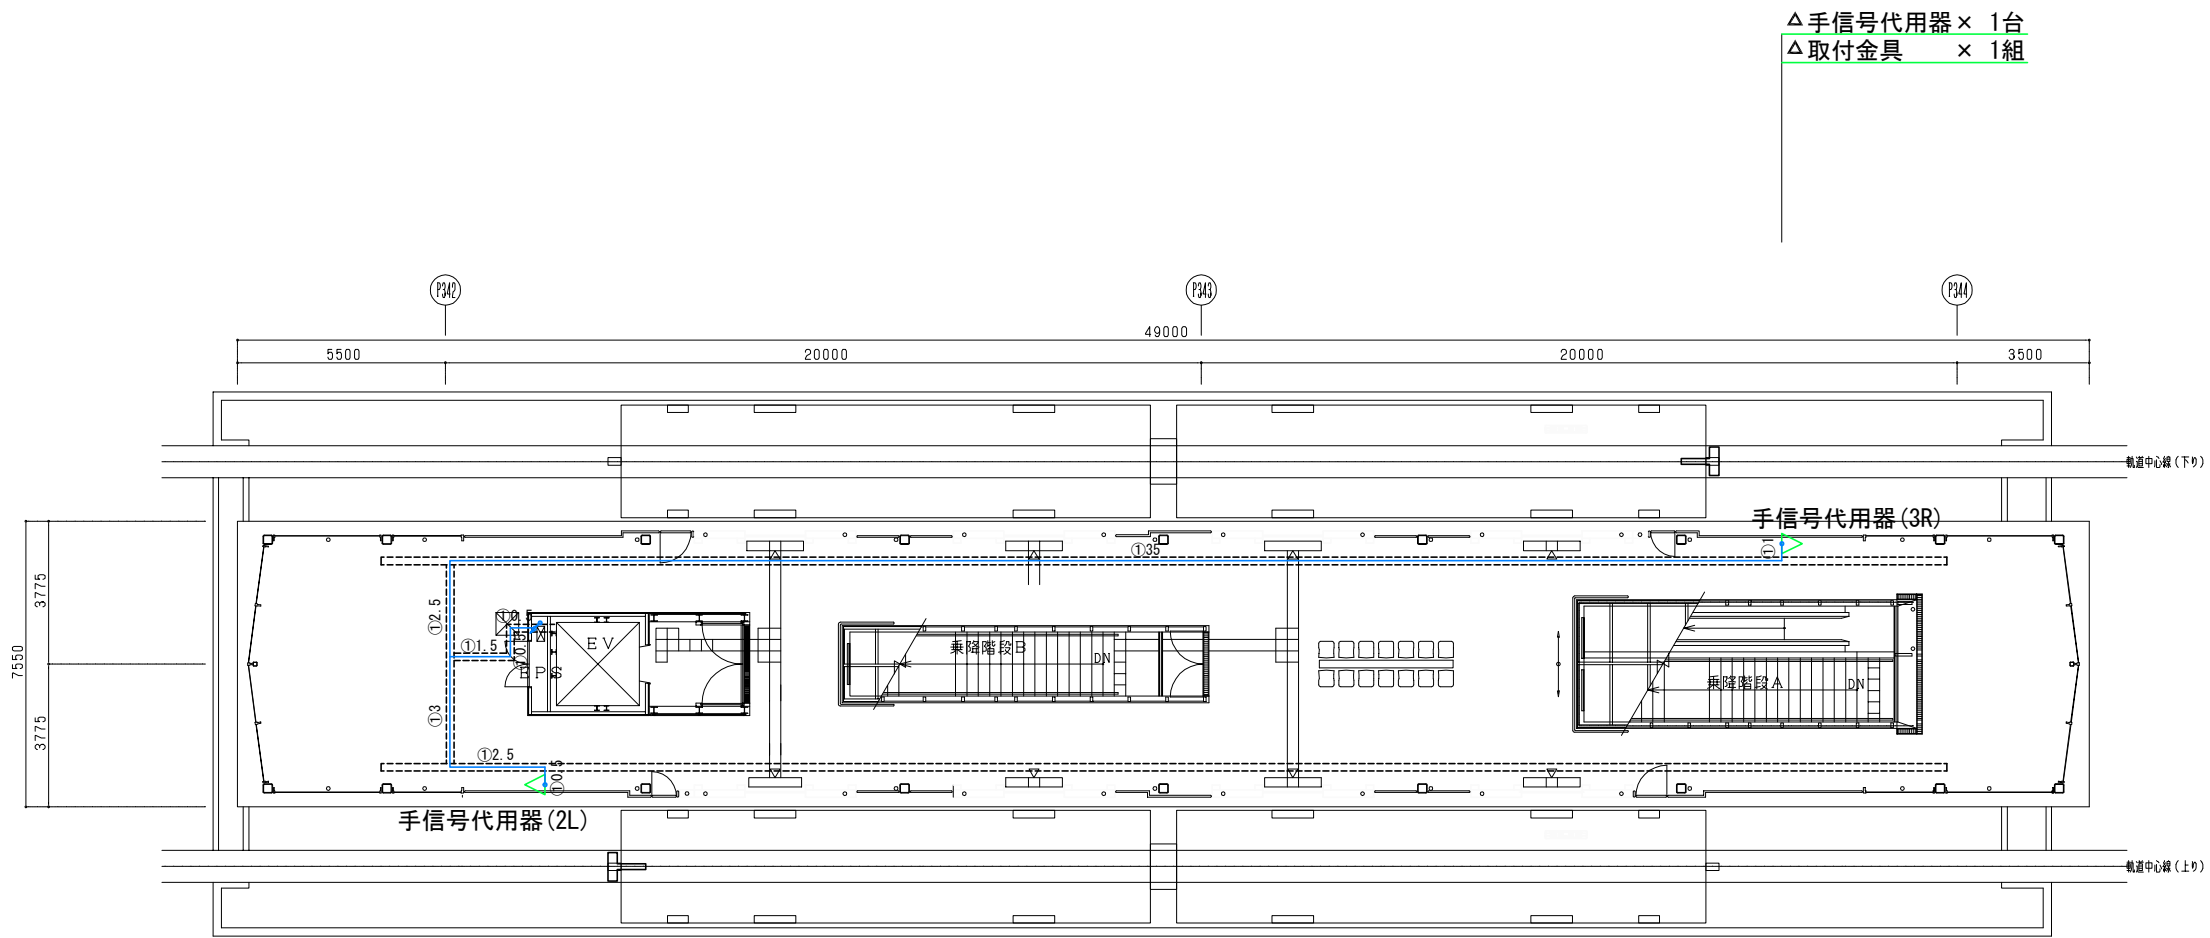 △手信号代用器× 1台
△取付金具 × 1組
P342
P343
P344
49000
5500
20000
20000
3500
軌道中心線(下り)
手信号代用器(3R)
①35
①1
3775
7550
3775
①2.5
①0.5
①1.5
EPS
EV
乗降階段B
DN
乗降階段A
DN
①3
①2.5
①0.5
手信号代用器(2L)
軌道中心線(上り)